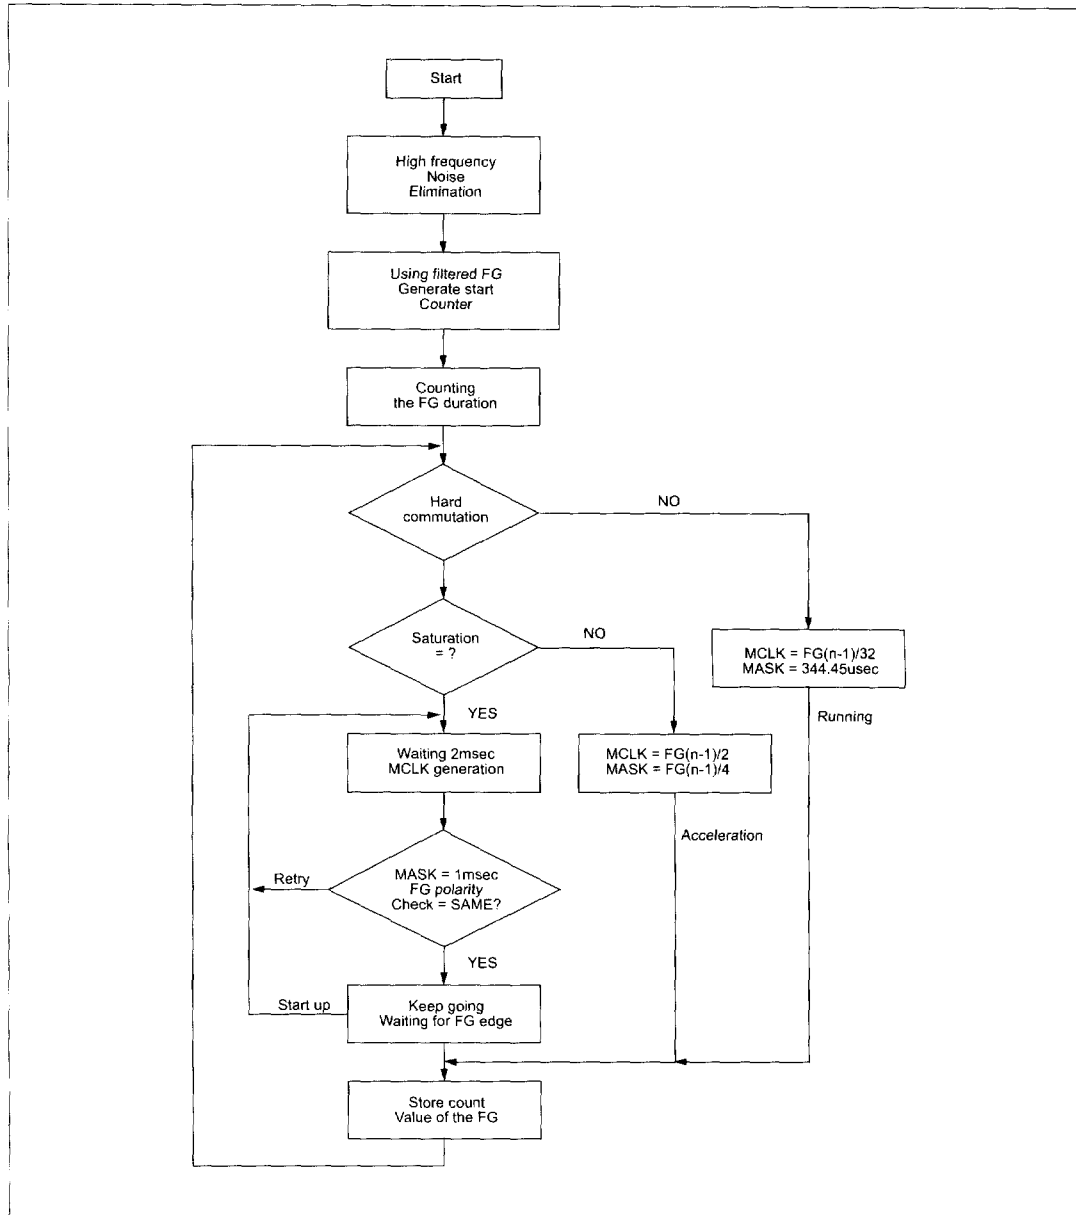 Start
High frequency
Noise
Elimination
Using filtered FG
Generate start
Counter
Counting
the FG duration
Hard
commutation
NO
Saturation
= ?
NO
MCLK = FG(n-1)/32
MASK = 344.45usec
YES
Running
Waiting 2msec
MCLK generation
MCLK = FG(n-1)/2
MASK = FG(n-1)/4
Acceleration
Retry
MASK = 1msec
FG polarity
Check = SAME?
YES
Start up
Keep going
Waiting for FG edge
Store count
Value of the FG